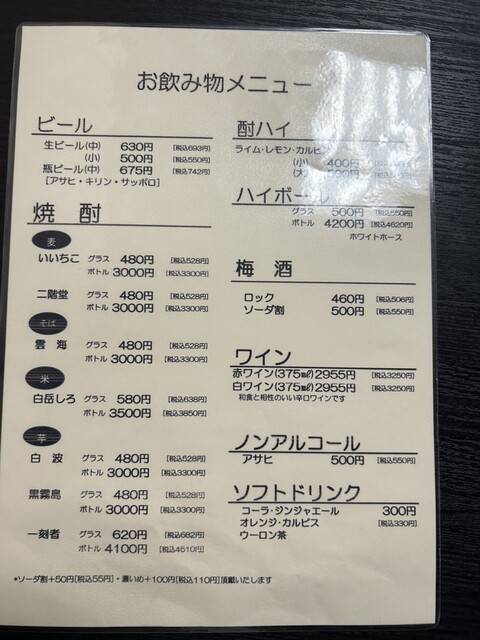 お飲み物メニュー
ビール
生ビール(中) 630円 [税込693円]
(小) 500円 [税込550円]
瓶ビール(中) 675円 [税込742円]
[アサヒ・キリン・サッポロ]
焼 酎
麦
いいちこ グラス 480円 [税込528円]
ボトル 3000円 [税込3300円]
二階堂 グラス 480円 [税込528円]
ボトル 3000円 [税込3300円]
そば
雲 海 グラス 480円 [税込528円]
ボトル 3000円 [税込3300円]
米
白岳しろ グラス 580円 [税込638円]
ボトル 3500円 [税込3850円]
芋
白 波 グラス 480円 [税込528円]
ボトル 3000円 [税込3300円]
黒霧島 グラス 480円 [税込528円]
ボトル 3000円 [税込3300円]
一刻者 グラス 620円 [税込682円]
ボトル 4100円 [税込4510円]
酎ハイ
ライム・レモン・カルピス
(小) 400円
(大)
ハイボール
グラス 500円 [税込550円]
ボトル 4200円 [税込4620円]
ホワイトホース
梅 酒
ロック 460円 [税込506円]
ソーダ割 500円 [税込550円]
ワイン
赤ワイン(375㎖) 2955円 [税込3250円]
白ワイン(375㎖) 2955円 [税込3250円]
和食と相性のいい辛口ワインです
ノンアルコール
アサヒ 500円 [税込550円]
ソフトドリンク
コーラ・ジンジャエール 300円
オレンジ・カルピス [税込330円]
ウーロン茶
*ソーダ割+50円[税込55円]・濃いめ+100円[税込110円]頂戴いたします